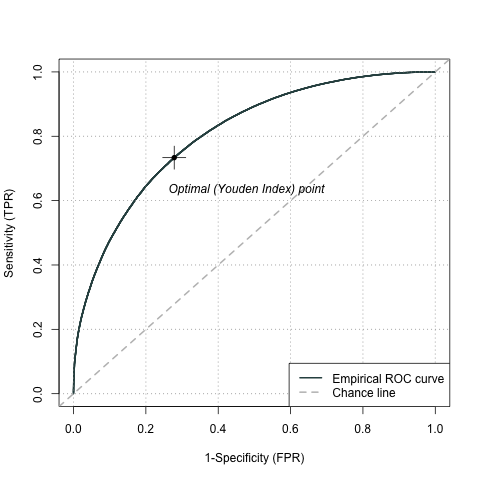 1.0
0.8
0.6
0.4
0.2
0.0
Sensitivity (TPR)
Optimal (Youden Index) point
Empirical ROC curve
Chance line
0.0 0.2 0.4 0.6 0.8 1.0
1-Specificity (FPR)